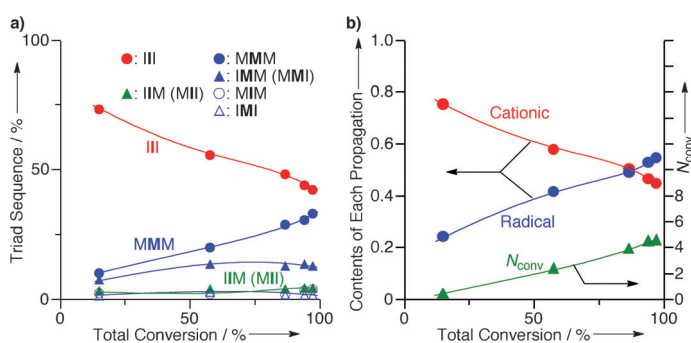 a)
100
50
0
Triad Sequence / %
: III
: IIM (MII)
: MMM
: IMM (MMI)
: MIM
: IMI
III
MMM
IIM (MII)
0 50 100
Total Conversion / %
b)
1.0
0.8
0.6
0.4
0.2
0
Contents of Each Propagation
Cationic
Radical
Nconv
Nconv
8
6
4
2
0
0 50 100
Total Conversion / %